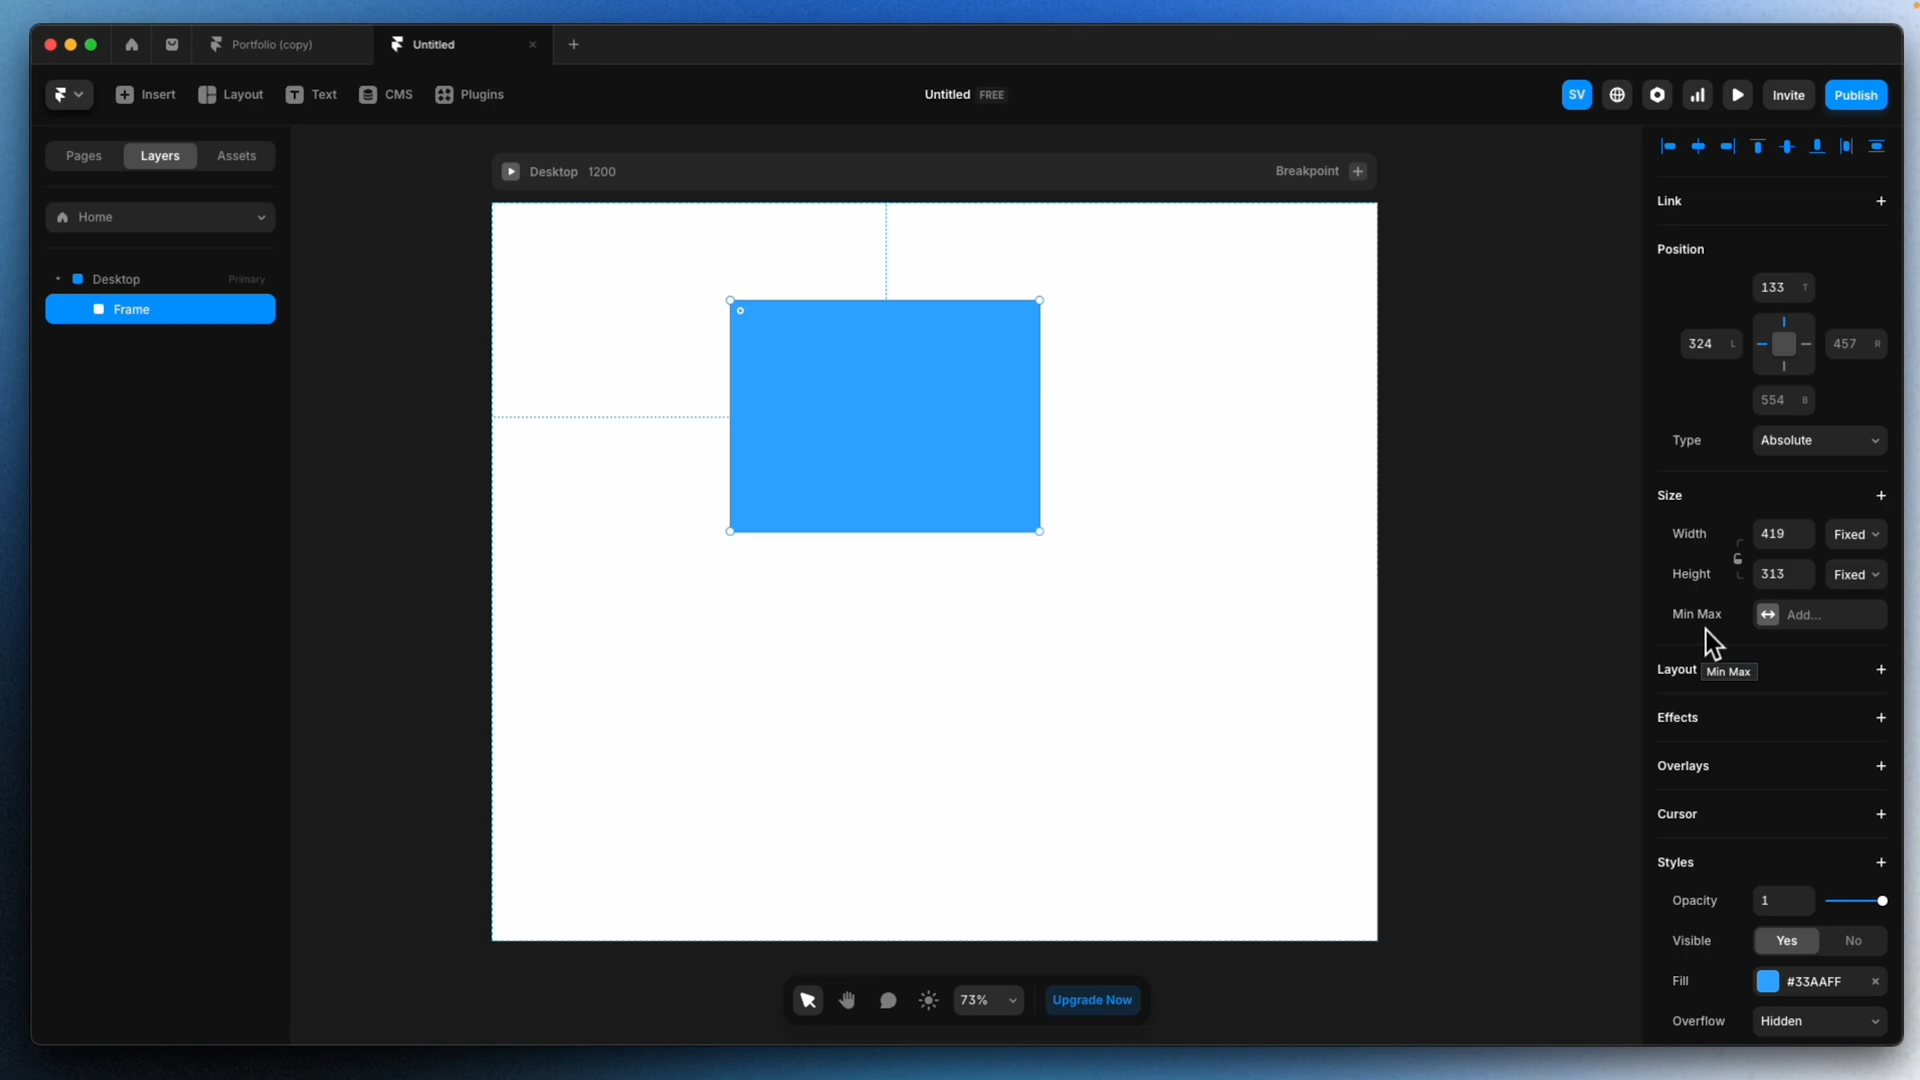 Portfolio (copy)
Untitled
Insert
Layout
Text
CMS
Plugins
Untitled FREE
SV
Invite
Publish
Pages
Layers
Assets
Home
Desktop
Primary
Frame
Desktop 1200
Breakpoint
Link
Position
133 T
324 L
457 R
554 B
Type
Absolute
Size
Width
419
Fixed
Height
313
Fixed
Min Max
Add...
Layout
Min Max
Effects
Overlays
Cursor
Styles
Opacity
1
Visible
Yes
No
Fill
#33AAFF
Overflow
Hidden
73%
Upgrade Now